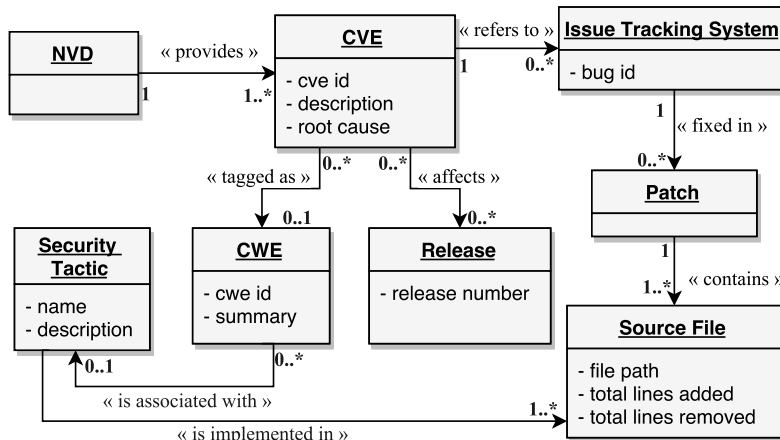 NVD
« provides »
1
1..*
CVE
- cve id
- description
- root cause
« refers to »
1
0..*
Issue Tracking System
- bug id
1
« fixed in »
0..*
0..*
0..*
« tagged as »
« affects »
0..1
0..*
Patch
1
« contains »
1..*
Security
Tactic
- name
- description
CWE
- cwe id
- summary
Release
- release number
Source File
- file path
- total lines added
- total lines removed
0..1
0..*
« is associated with »
1..*
« is implemented in »